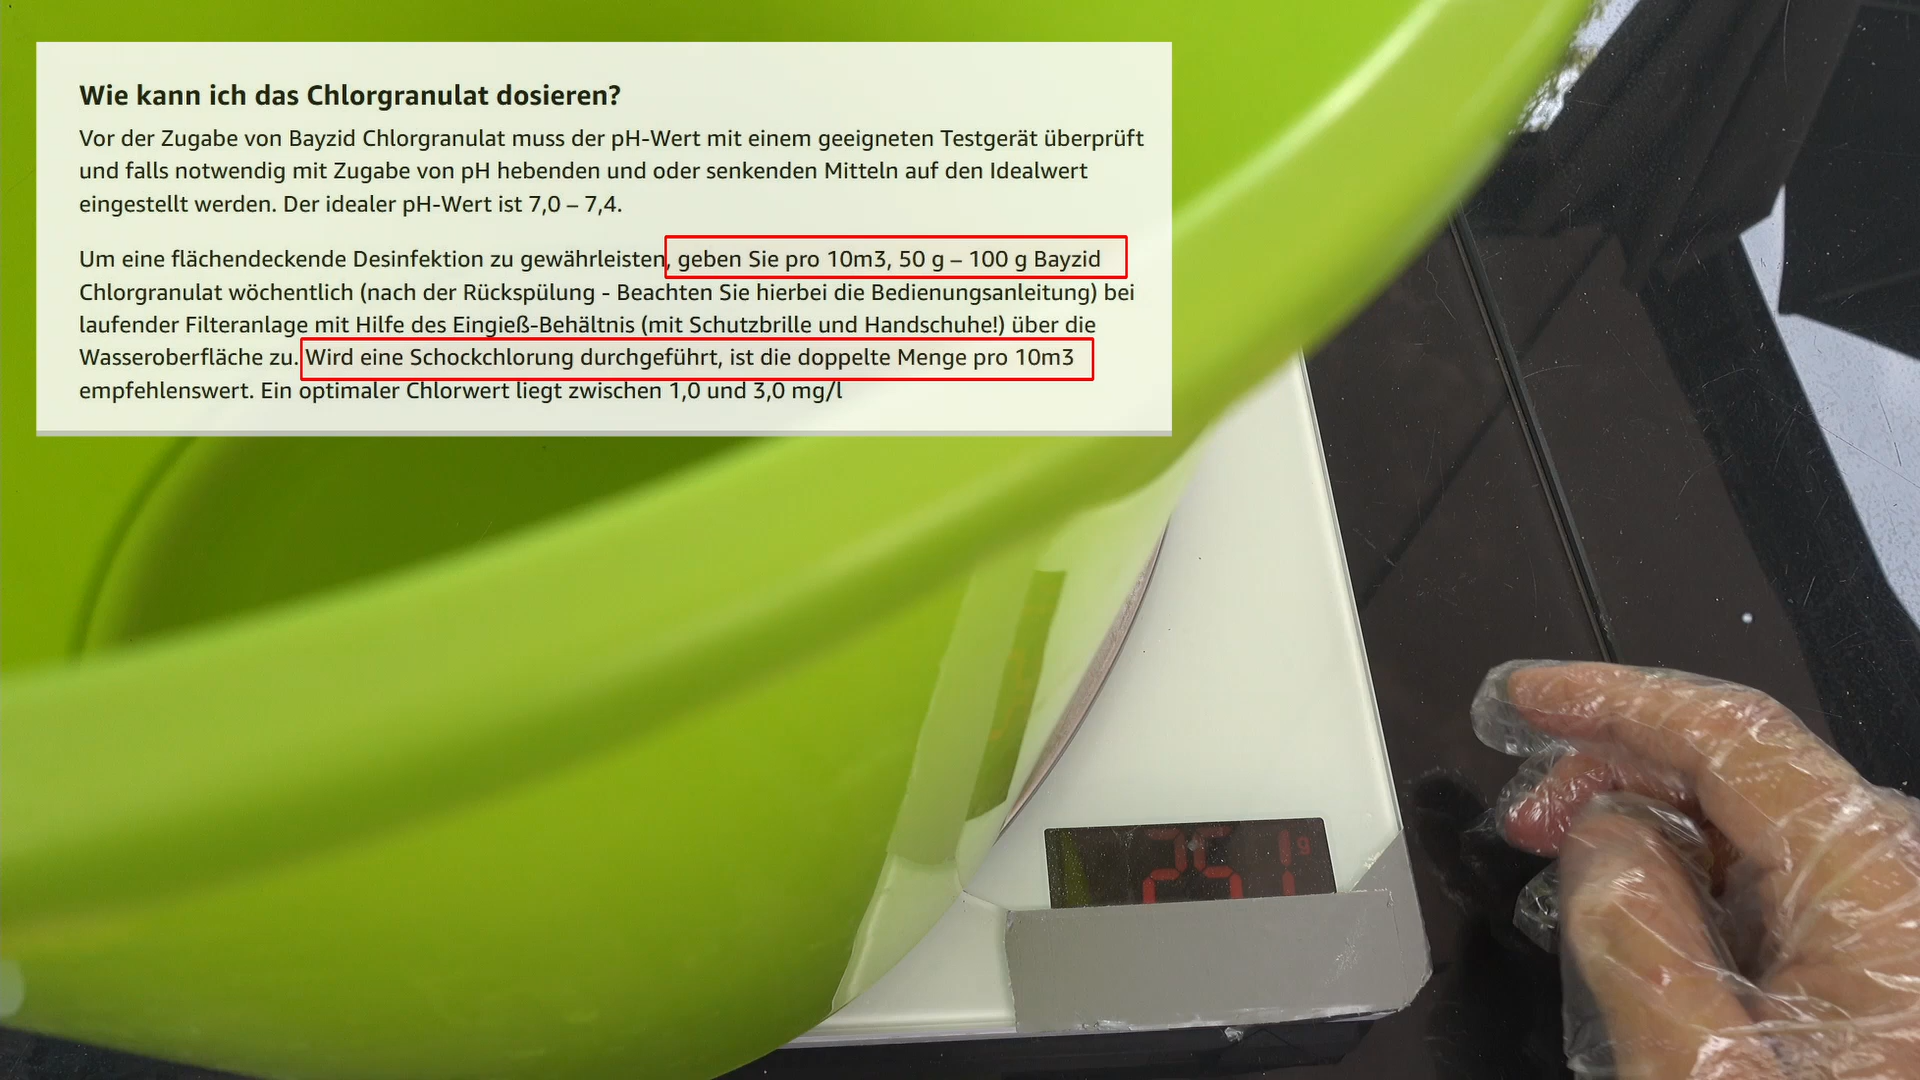 Wie kann ich das Chlorgranulat dosieren?
Vor der Zugabe von Bayzid Chlorgranulat muss der pH-Wert mit einem geeigneten Testgerät überprüft
und falls notwendig mit Zugabe von pH hebenden und oder senkenden Mitteln auf den Idealwert
eingestellt werden. Der idealer pH-Wert ist 7,0 – 7,4.
Um eine flächendeckende Desinfektion zu gewährleisten, geben Sie pro 10m3, 50 g – 100 g Bayzid
Chlorgranulat wöchentlich (nach der Rückspülung - Beachten Sie hierbei die Bedienungsanleitung) bei
laufender Filteranlage mit Hilfe des Eingieß-Behältnis (mit Schutzbrille und Handschuhe!) über die
Wasseroberfläche zu. Wird eine Schockchlorung durchgeführt, ist die doppelte Menge pro 10m3
empfehlenswert. Ein optimaler Chlorwert liegt zwischen 1,0 und 3,0 mg/l
251 g